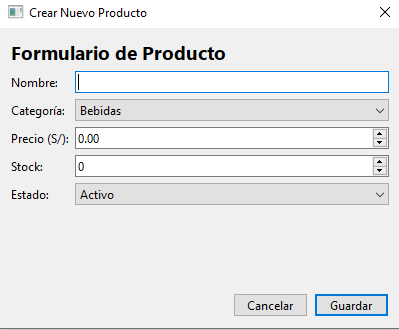 Crear Nuevo Producto
Formulario de Producto
Nombre:
Categoría: Bebidas
Precio (S/): 0.00
Stock: 0
Estado: Activo
Cancelar Guardar